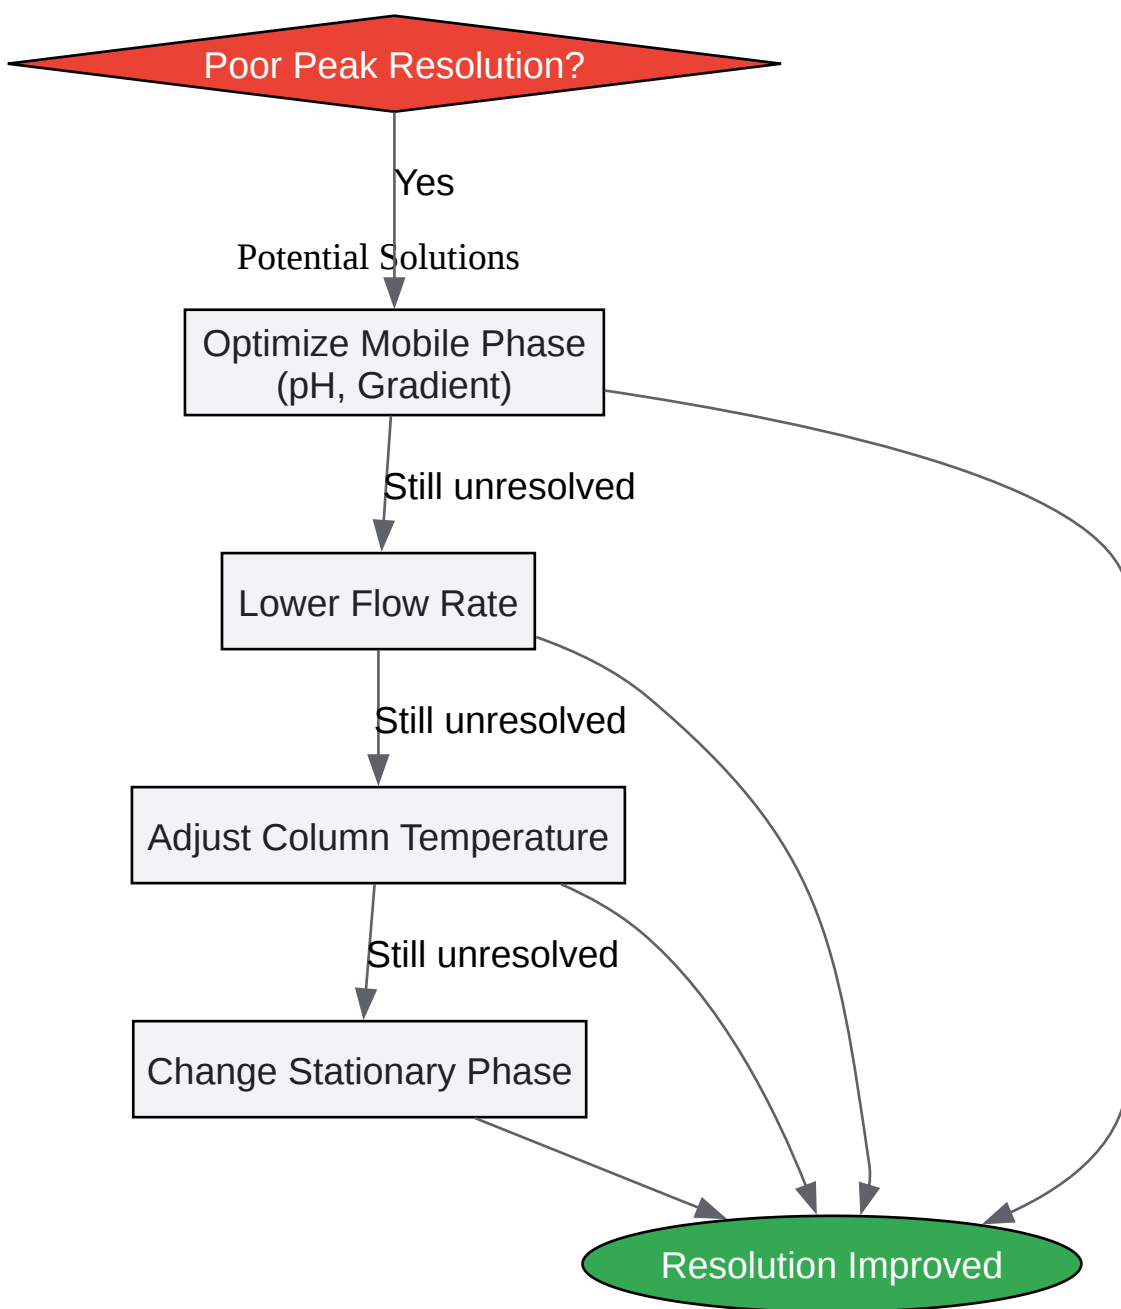 Poor Peak Resolution?
Yes
Potential Solutions
Optimize Mobile Phase
(pH, Gradient)
Still unresolved
Lower Flow Rate
Still unresolved
Adjust Column Temperature
Still unresolved
Change Stationary Phase
Resolution Improved